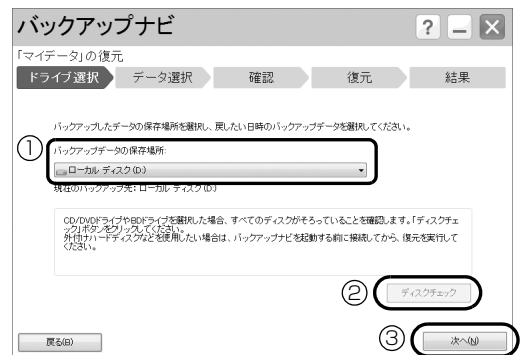 バックアップナビ
? – X
「マイデータ」の復元
ドライブ選択 データ選択 確認 復元 結果
バックアップしたデータの保存場所を選択し、戻したい日時のバックアップデータを選択してください。
①
バックアップデータの保存場所:
ローカル ディスク(D:)
現在のバックアップ先: ローカル ディスク(D:)
CD/DVDドライブやBDドライブを選択した場合、すべてのディスクがそろっていることを確認します。「ディスクチェ
ック」ボタンをクリックしてください。
外付けハードディスクなどを使用したい場合は、バックアップナビを起動する前に接続してから、復元を実行して
ください。
② ディスクチェック
戻る(B)
③ 次へ(N)